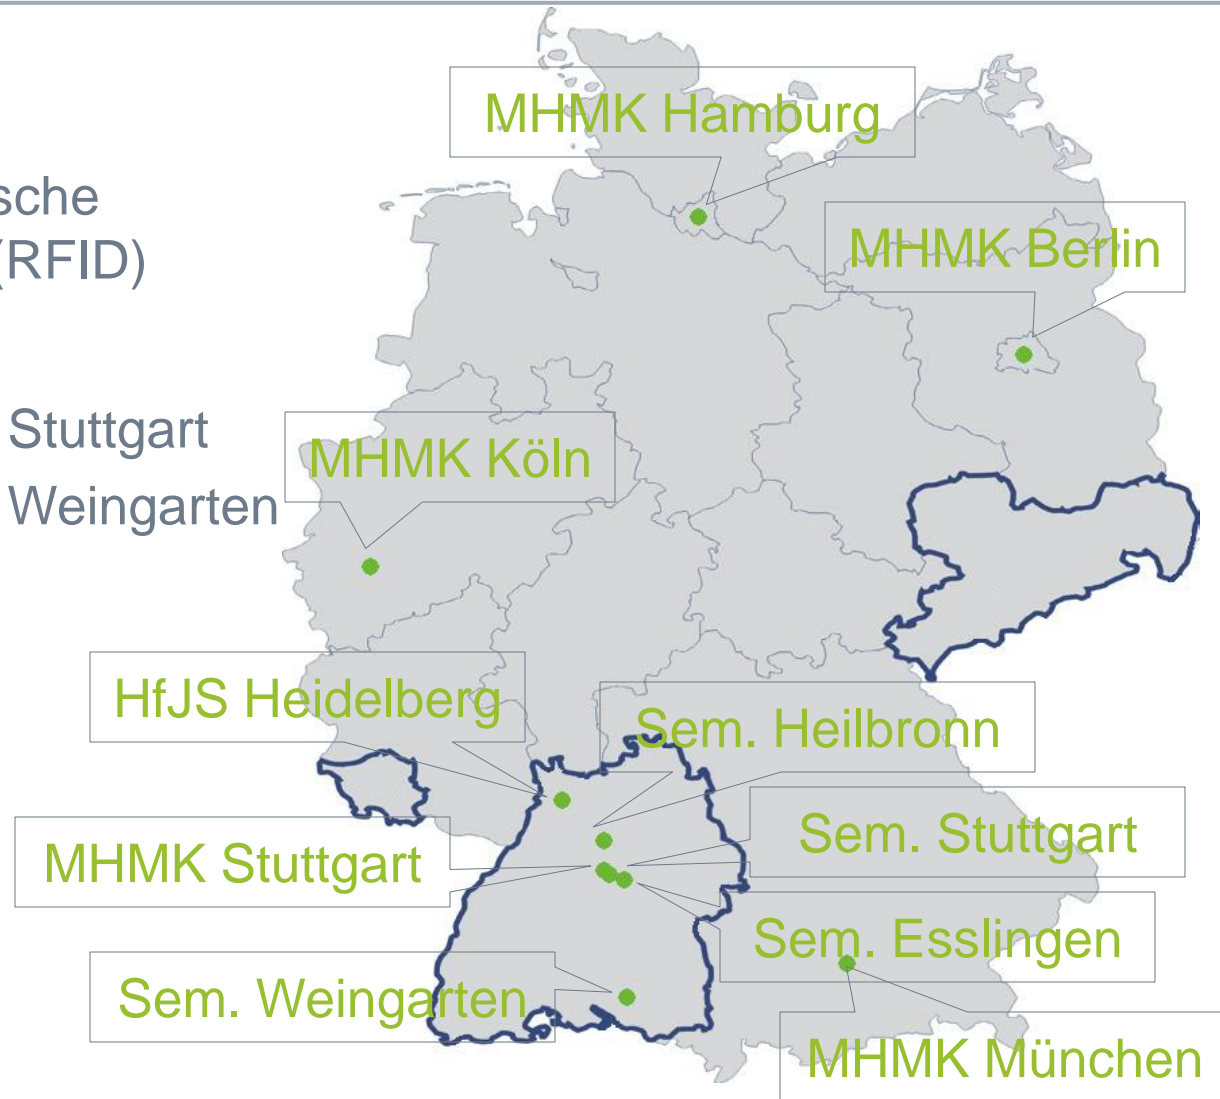 MHMK Hamburg
sche
(RFID)
MHMK Berlin
Stuttgart
MHMK Köln
Weingarten
HfJS Heidelberg
Sem. Heilbronn
Sem. Stuttgart
MHMK Stuttgart
Sem. Esslingen
Sem. Weingarten
MHMK München